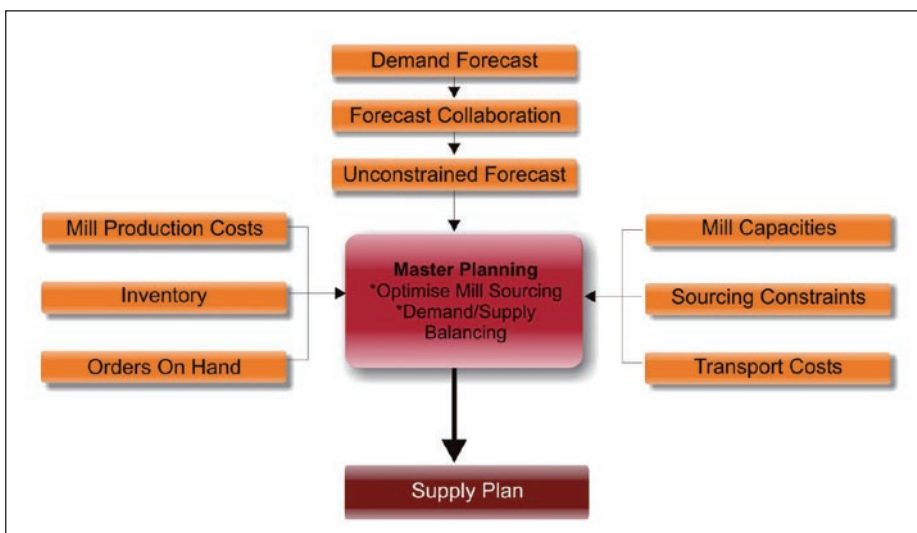 Demand Forecast
Forecast Collaboration
Unconstrained Forecast
Mill Production Costs
Inventory
Orders On Hand
Master Planning
*Optimise Mill Sourcing
*Demand/Supply
Balancing
Mill Capacities
Sourcing Constraints
Transport Costs
Supply Plan